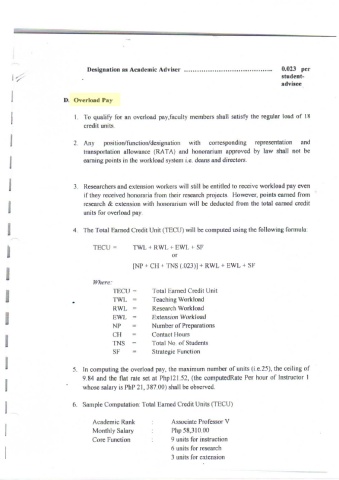 Designation as Academic Adviser ........................................ 0.023 per
student-
advisee
D. Overload Pay
1. To qualify for an overload pay,faculty members shall satisfy the regular load of 18
credit units.
2. Any position/function/designation with corresponding representation and
transportation allowance (RATA) and honorarium approved by law shall not be
earning points in the workload system i.e. deans and directors.
3. Researchers and extension workers will still be entitled to receive workload pay even
if they received honoraria from their research projects. However, points earned from
research & extension with honorarium will be deducted from the total earned credit
units for overload pay.
4. The Total Earned Credit Unit (TECU) will be computed using the following formula:
TECU = TWL + RWL + EWL + SF
or
[NP + CH + TNS (.023)] + RWL + EWL + SF
Where:
TECU = Total Earned Credit Unit
TWL = Teaching Workload
RWL = Research Workload
EWL = Extension Workload
NP = Number of Preparations
CH = Contact Hours
TNS = Total No. of Students
SF = Strategic Function
5. In computing the overload pay, the maximum of number of units (i.e.25), the ceiling of
9.84 and the flat rate set at Php121.52, (the computedRate Per hour of Instructor 1
whose salary is PhP 21, 387.00) shall be observed.
6. Sample Computation: Total Earned Credit Units (TECU)
Academic Rank : Associate Professor V
Monthly Salary : Php 58,310.00
Core Function : 9 units for instruction
6 units for research
3 units for extension